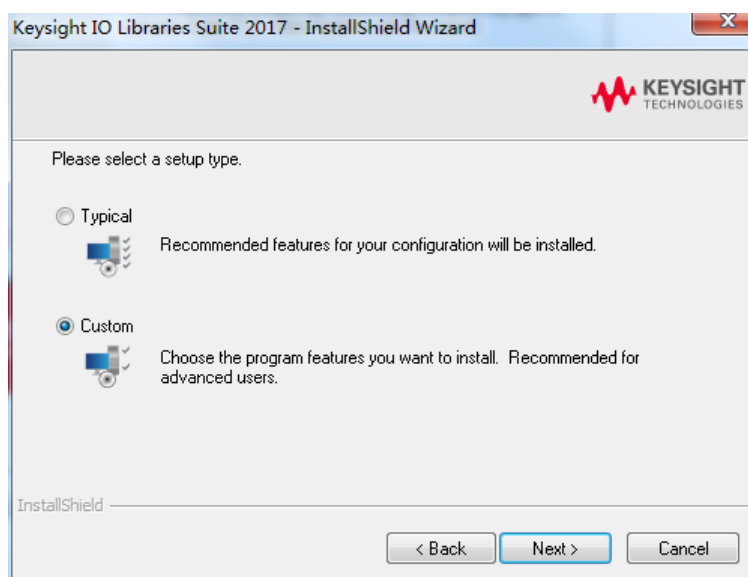 Keysight IO Libraries Suite 2017 - InstallShield Wizard
KEYSIGHT
TECHNOLOGIES
Please select a setup type.
Typical
Recommended features for your configuration will be installed.
Custom
Choose the program features you want to install. Recommended for
advanced users.
InstallShield
< Back
Next >
Cancel